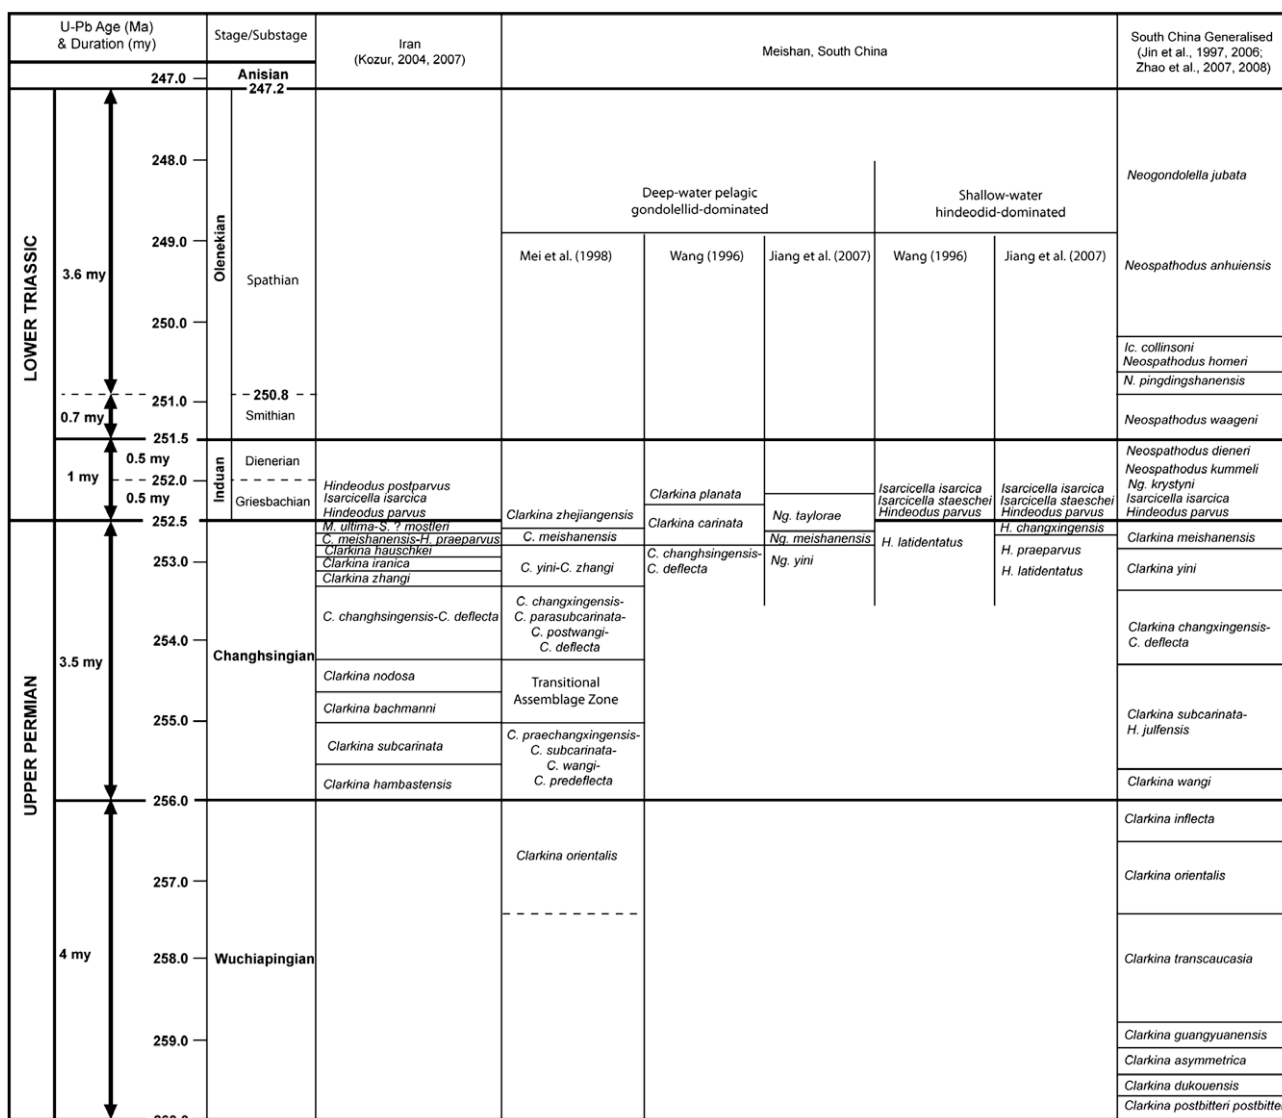 U-Pb Age (Ma)
& Duration (my)
Stage/Substage
Iran
(Kozur, 2004, 2007)
Meishan, South China
South China Generalised
(Jin et al., 1997, 2006;
Zhao et al., 2007, 2008)
247.0
Anisian
247.2
LOWER TRIASSIC
3.6 my
0.7 my
1 my
0.5 my
0.5 my
248.0
249.0
250.0
251.0
251.5
252.0
252.5
Olenekian
Spathian
250.8
Smithian
Induan
Dienerian
Griesbachian
UPPER PERMIAN
3.5 my
4 my
253.0
254.0
255.0
256.0
257.0
258.0
259.0
Changhsingian
Wuchiapingian
Hindeodus postparvus
Isarcicella isarcica
Hindeodus parvus
M. ultima-S. ? mostleri
C. meishanensis-H. praeparvus
Clarkina hauschkei
Clarkina iranica
Clarkina zhangi
C. changhsingensis-C. deflecta
Clarkina nodosa
Clarkina bachmanni
Clarkina subcarinata
Clarkina hambastensis
Deep-water pelagic
gondolellid-dominated
Shallow-water
hindeodid-dominated
Mei et al. (1998)
Wang (1996)
Jiang et al. (2007)
Wang (1996)
Jiang et al. (2007)
Clarkina zhejiangensis
C. meishanensis
C. yini-C. zhangi
C. changxingensis-
C. parasubcarinata-
C. postwangi-
C. deflecta
Transitional
Assemblage Zone
C. praechangxingensis-
C. subcarinata-
C. wangi-
C. predeflecta
Clarkina orientalis
Clarkina planata
Clarkina carinata
C. changhsingensis-
C. deflecta
Ng. taylorae
Ng. meishanensis
Ng. yini
Isarcicella isarcica
Isarcicella staeschei
Hindeodus parvus
H. latidentatus
Isarcicella isarcica
Isarcicella staeschei
Hindeodus parvus
H. changxingensis
H. praeparvus
H. latidentatus
Neogondolella jubata
Neospathodus anhuiensis
Ic. collinsoni
Neospathodus homeri
N. pingdingshanensis
Neospathodus waageni
Neospathodus dieneri
Neospathodus kummeli
Ng. krystyni
Isarcicella isarcica
Hindeodus parvus
Clarkina meishanensis
Clarkina yini
Clarkina changxingensis-
C. deflecta
Clarkina subcarinata-
H. julfensis
Clarkina wangi
Clarkina inflecta
Clarkina orientalis
Clarkina transcaucasia
Clarkina guangyuanensis
Clarkina asymmetrica
Clarkina dukouensis
Clarkina postbitteri